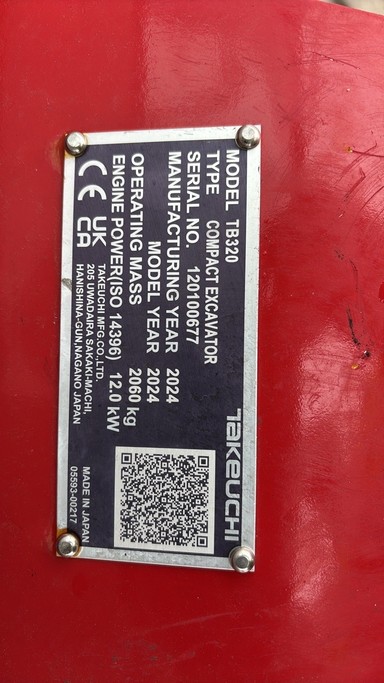 TAKEUCHI
MODEL TB320
TYPE COMPACT EXCAVATOR
SERIAL NO. 120100677
MANUFACTURING YEAR 2024
MODEL YEAR 2024
OPERATING MASS 2060 kg
ENGINE POWER(ISO 14396) 12.0 kW
CE UK CA
TAKEUCHI MFG.CO.,LTD.
205 UWADAIRA SAKAKI-MACHI,
HANISHINA-GUN,NAGANO JAPAN
MADE IN JAPAN
05593-00217